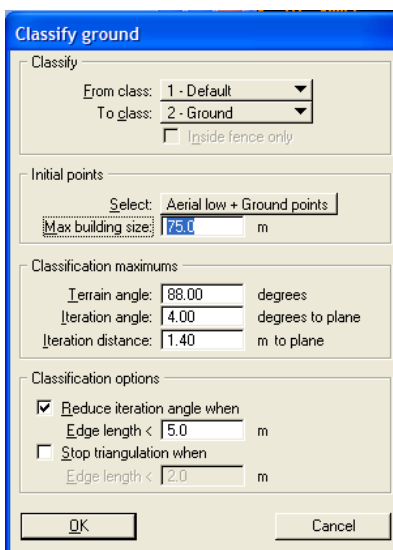 Classify ground
Classify
From class: 1 - Default
To class: 2 - Ground
Inside fence only
Initial points
Select: Aerial low + Ground points
Max building size: 75.0 m
Classification maximums
Terrain angle: 88.00 degrees
Iteration angle: 4.00 degrees to plane
Iteration distance: 1.40 m to plane
Classification options
Reduce iteration angle when
Edge length < 5.0 m
Stop triangulation when
Edge length < 2.0 m
OK Cancel